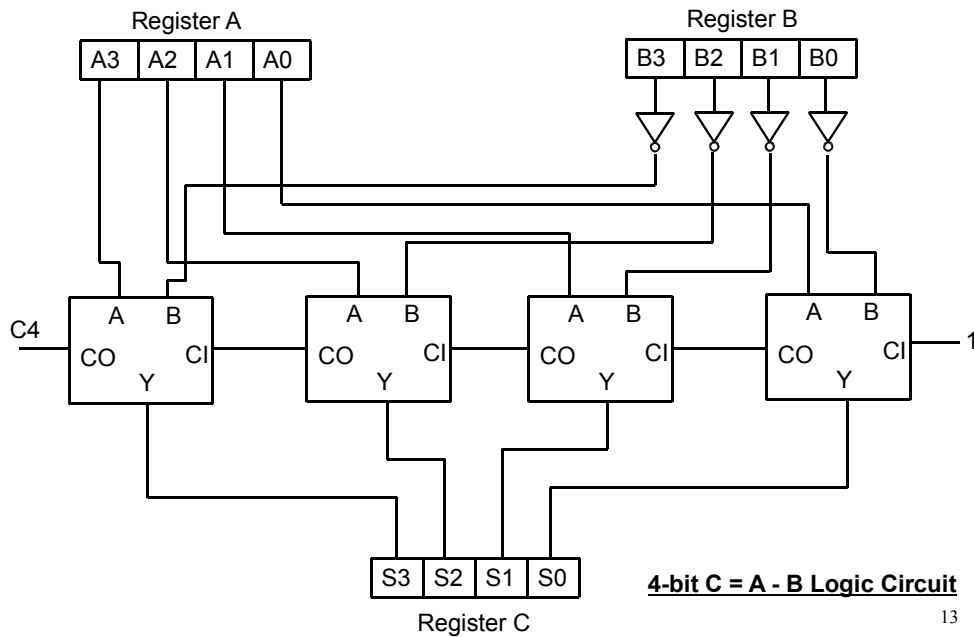 Register A
Register B
A3 A2 A1 A0
B3 B2 B1 B0
A B
A B
A B
A B
C4
CO CI
CO CI
CO CI
CO CI
1
Y
Y
Y
Y
S3 S2 S1 S0
Register C
4-bit C = A - B Logic Circuit
13